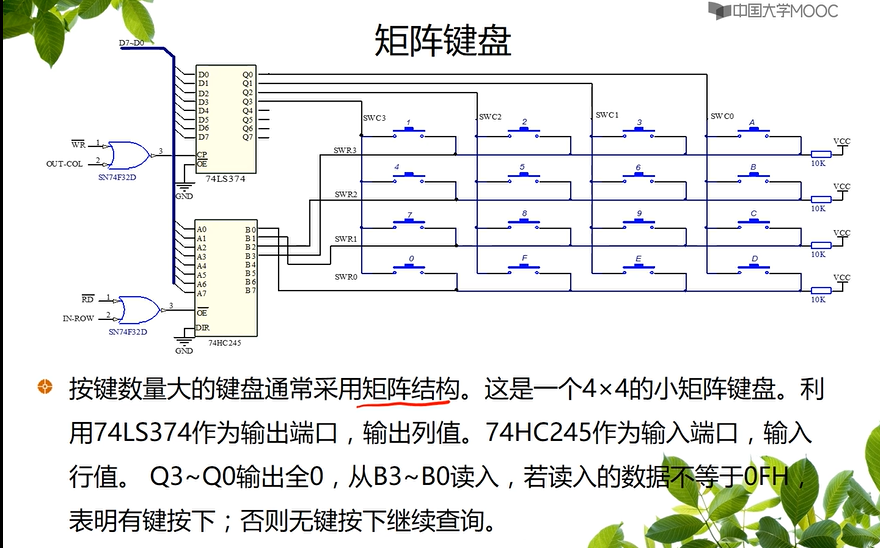 中国大学MOOC
矩阵键盘
D7~D0
D0 Q0
D1 Q1
D2 Q2
D3 Q3
D4 Q4
D5 Q5
D6 Q6
D7 Q7
CP
OE
74LS374
GND
WR 1
OUT-COL 2
3
SN74F32D
SWC3 SWC2 SWC1 SWC0
1 2 3 A
SWR3
VCC
10K
4 5 6 B
SWR2
VCC
10K
7 8 9 C
SWR1
VCC
10K
0 F E D
SWR0
VCC
10K
A0 B0
A1 B1
A2 B2
A3 B3
A4 B4
A5 B5
A6 B6
A7 B7
OE
DIR
74HC245
GND
RD 1
IN-ROW 2
3
SN74F32D
按键数量大的键盘通常采用矩阵结构。这是一个4×4的小矩阵键盘。利
用74LS374作为输出端口，输出列值。74HC245作为输入端口，输入
行值。 Q3~Q0输出全0，从B3~B0读入，若读入的数据不等于0FH，
表明有键按下；否则无键按下继续查询。